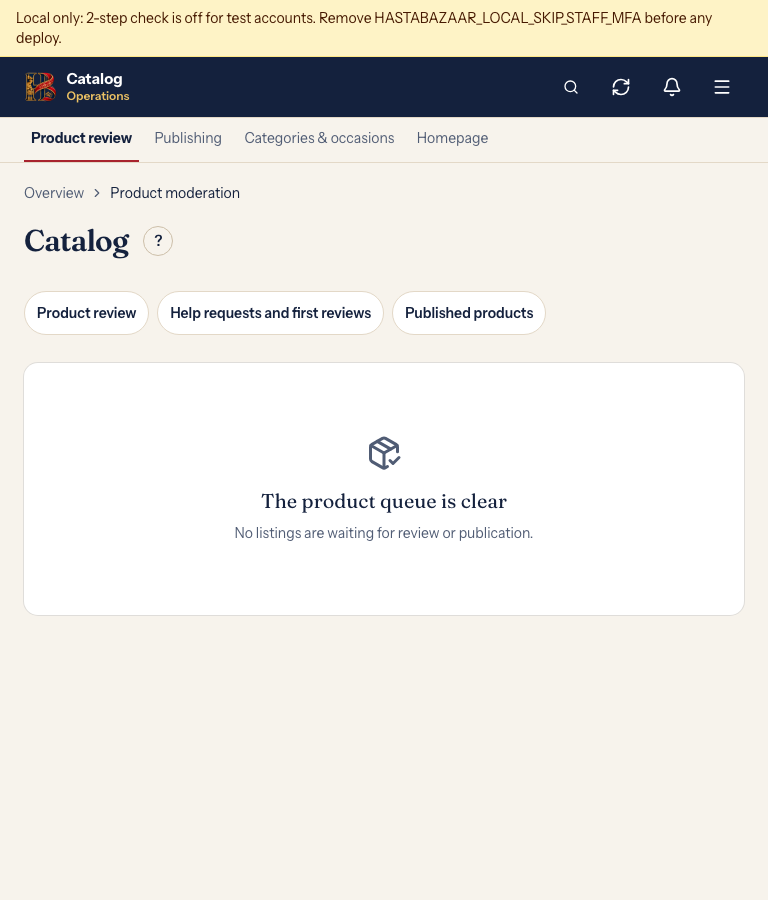 Local only: 2-step check is off for test accounts. Remove HASTABAZAAR_LOCAL_SKIP_STAFF_MFA before any
deploy.
Catalog
Operations
Product review
Publishing
Categories & occasions
Homepage
Overview
Product moderation
Catalog
?
Product review
Help requests and first reviews
Published products
The product queue is clear
No listings are waiting for review or publication.